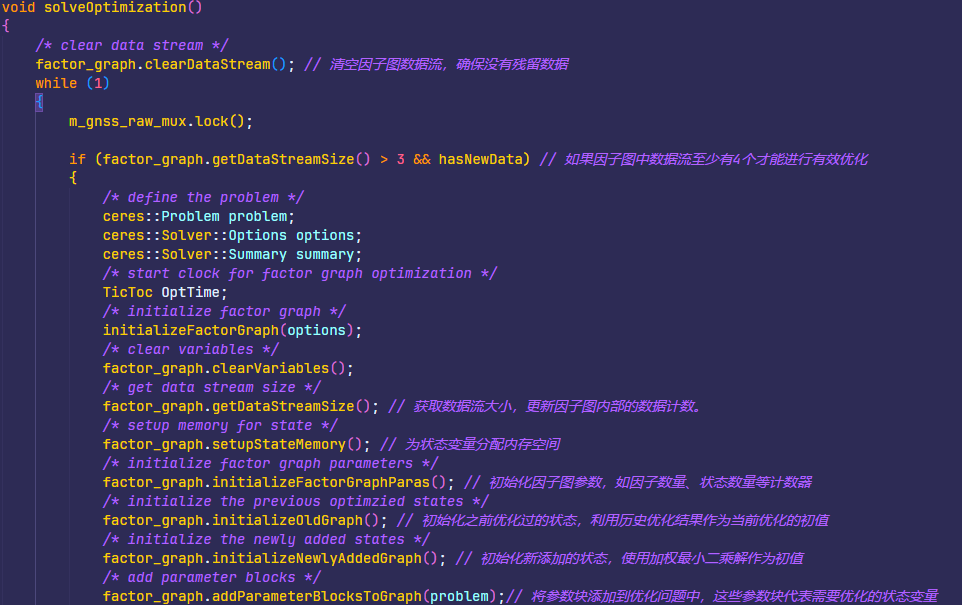 void solveOptimization()
{
/* clear data stream */
factor_graph.clearDataStream(); // 清空因子图数据流，确保没有残留数据
while (1)
{
m_gnss_raw_mux.lock();
if (factor_graph.getDataStreamSize() > 3 && hasNewData) // 如果因子图中数据流至少有4个才能进行有效优化
{
/* define the problem */
ceres::Problem problem;
ceres::Solver::Options options;
ceres::Solver::Summary summary;
/* start clock for factor graph optimization */
TicToc OptTime;
/* initialize factor graph */
initializeFactorGraph(options);
/* clear variables */
factor_graph.clearVariables();
/* get data stream size */
factor_graph.getDataStreamSize(); // 获取数据流大小，更新因子图内部的数据计数。
/* setup memory for state */
factor_graph.setupStateMemory(); // 为状态变量分配内存空间
/* initialize factor graph parameters */
factor_graph.initializeFactorGraphParas(); // 初始化因子图参数，如因子数量、状态数量等计数器
/* initialize the previous optimzied states */
factor_graph.initializeOldGraph(); // 初始化之前优化过的状态，利用历史优化结果作为当前优化的初值
/* initialize the newly added states */
factor_graph.initializeNewlyAddedGraph(); // 初始化新添加的状态，使用加权最小二乘解作为初值
/* add parameter blocks */
factor_graph.addParameterBlocksToGraph(problem);// 将参数块添加到优化问题中，这些参数块代表需要优化的状态变量